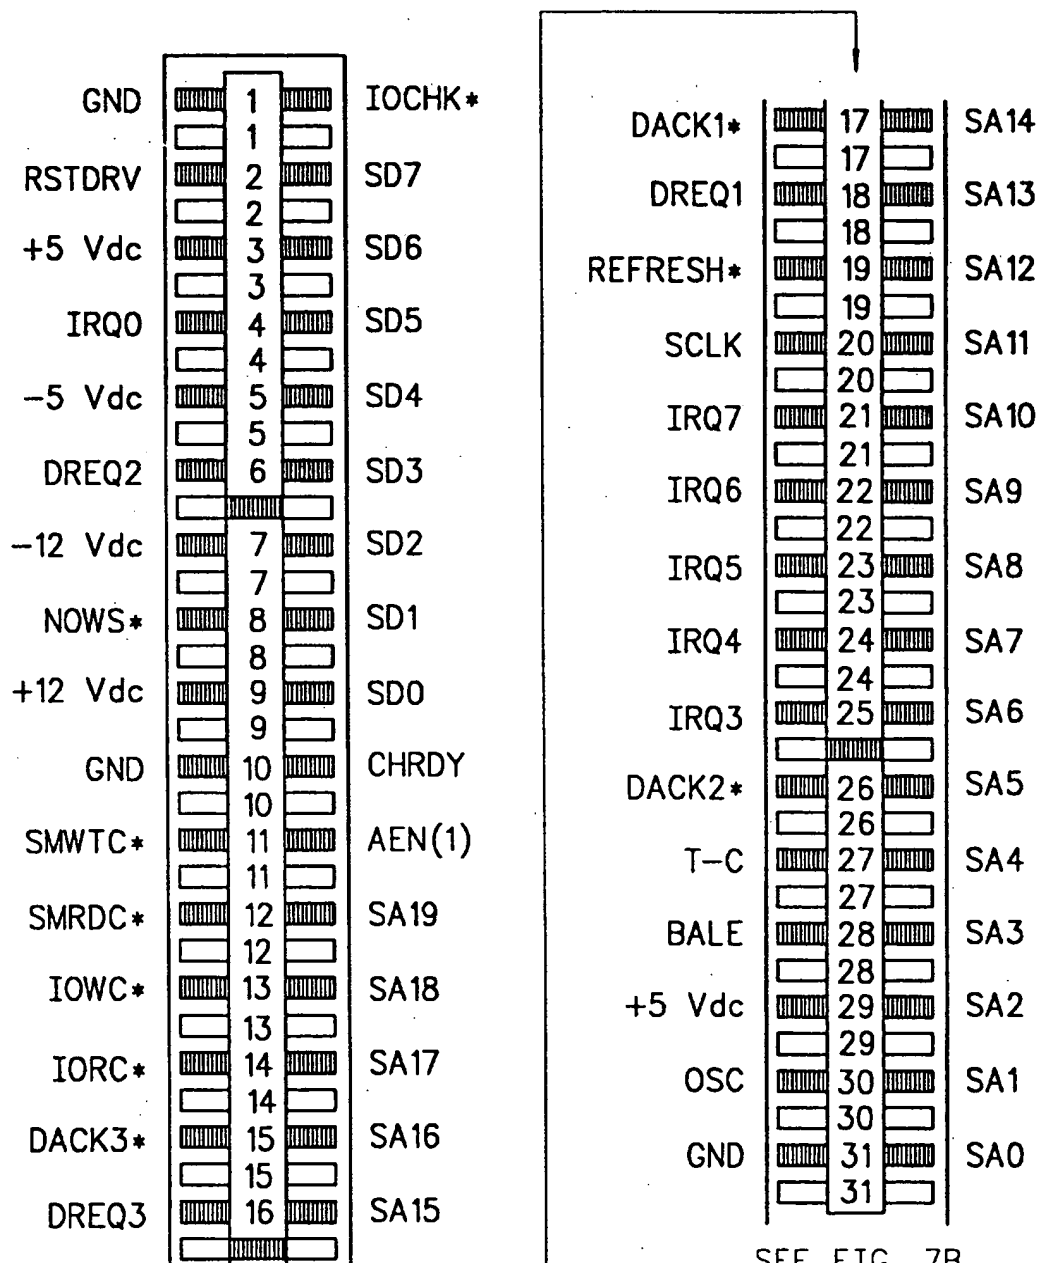 GND 1 IOCHK*
1
RSTDRV 2 SD7
2
+5 Vdc 3 SD6
3
IRQ0 4 SD5
4
-5 Vdc 5 SD4
5
DREQ2 6 SD3
-12 Vdc 7 SD2
7
NOWS* 8 SD1
8
+12 Vdc 9 SD0
9
GND 10 CHRDY
10
SMWTC* 11 AEN(1)
11
SMRDC* 12 SA19
12
IOWC* 13 SA18
13
IORC* 14 SA17
14
DACK3* 15 SA16
15
DREQ3 16 SA15
DACK1* 17 SA14
17
DREQ1 18 SA13
18
REFRESH* 19 SA12
19
SCLK 20 SA11
20
IRQ7 21 SA10
21
IRQ6 22 SA9
22
IRQ5 23 SA8
23
IRQ4 24 SA7
24
IRQ3 25 SA6
DACK2* 26 SA5
26
T-C 27 SA4
27
BALE 28 SA3
28
+5 Vdc 29 SA2
29
OSC 30 SA1
30
GND 31 SA0
31
SEE FIG. 7B